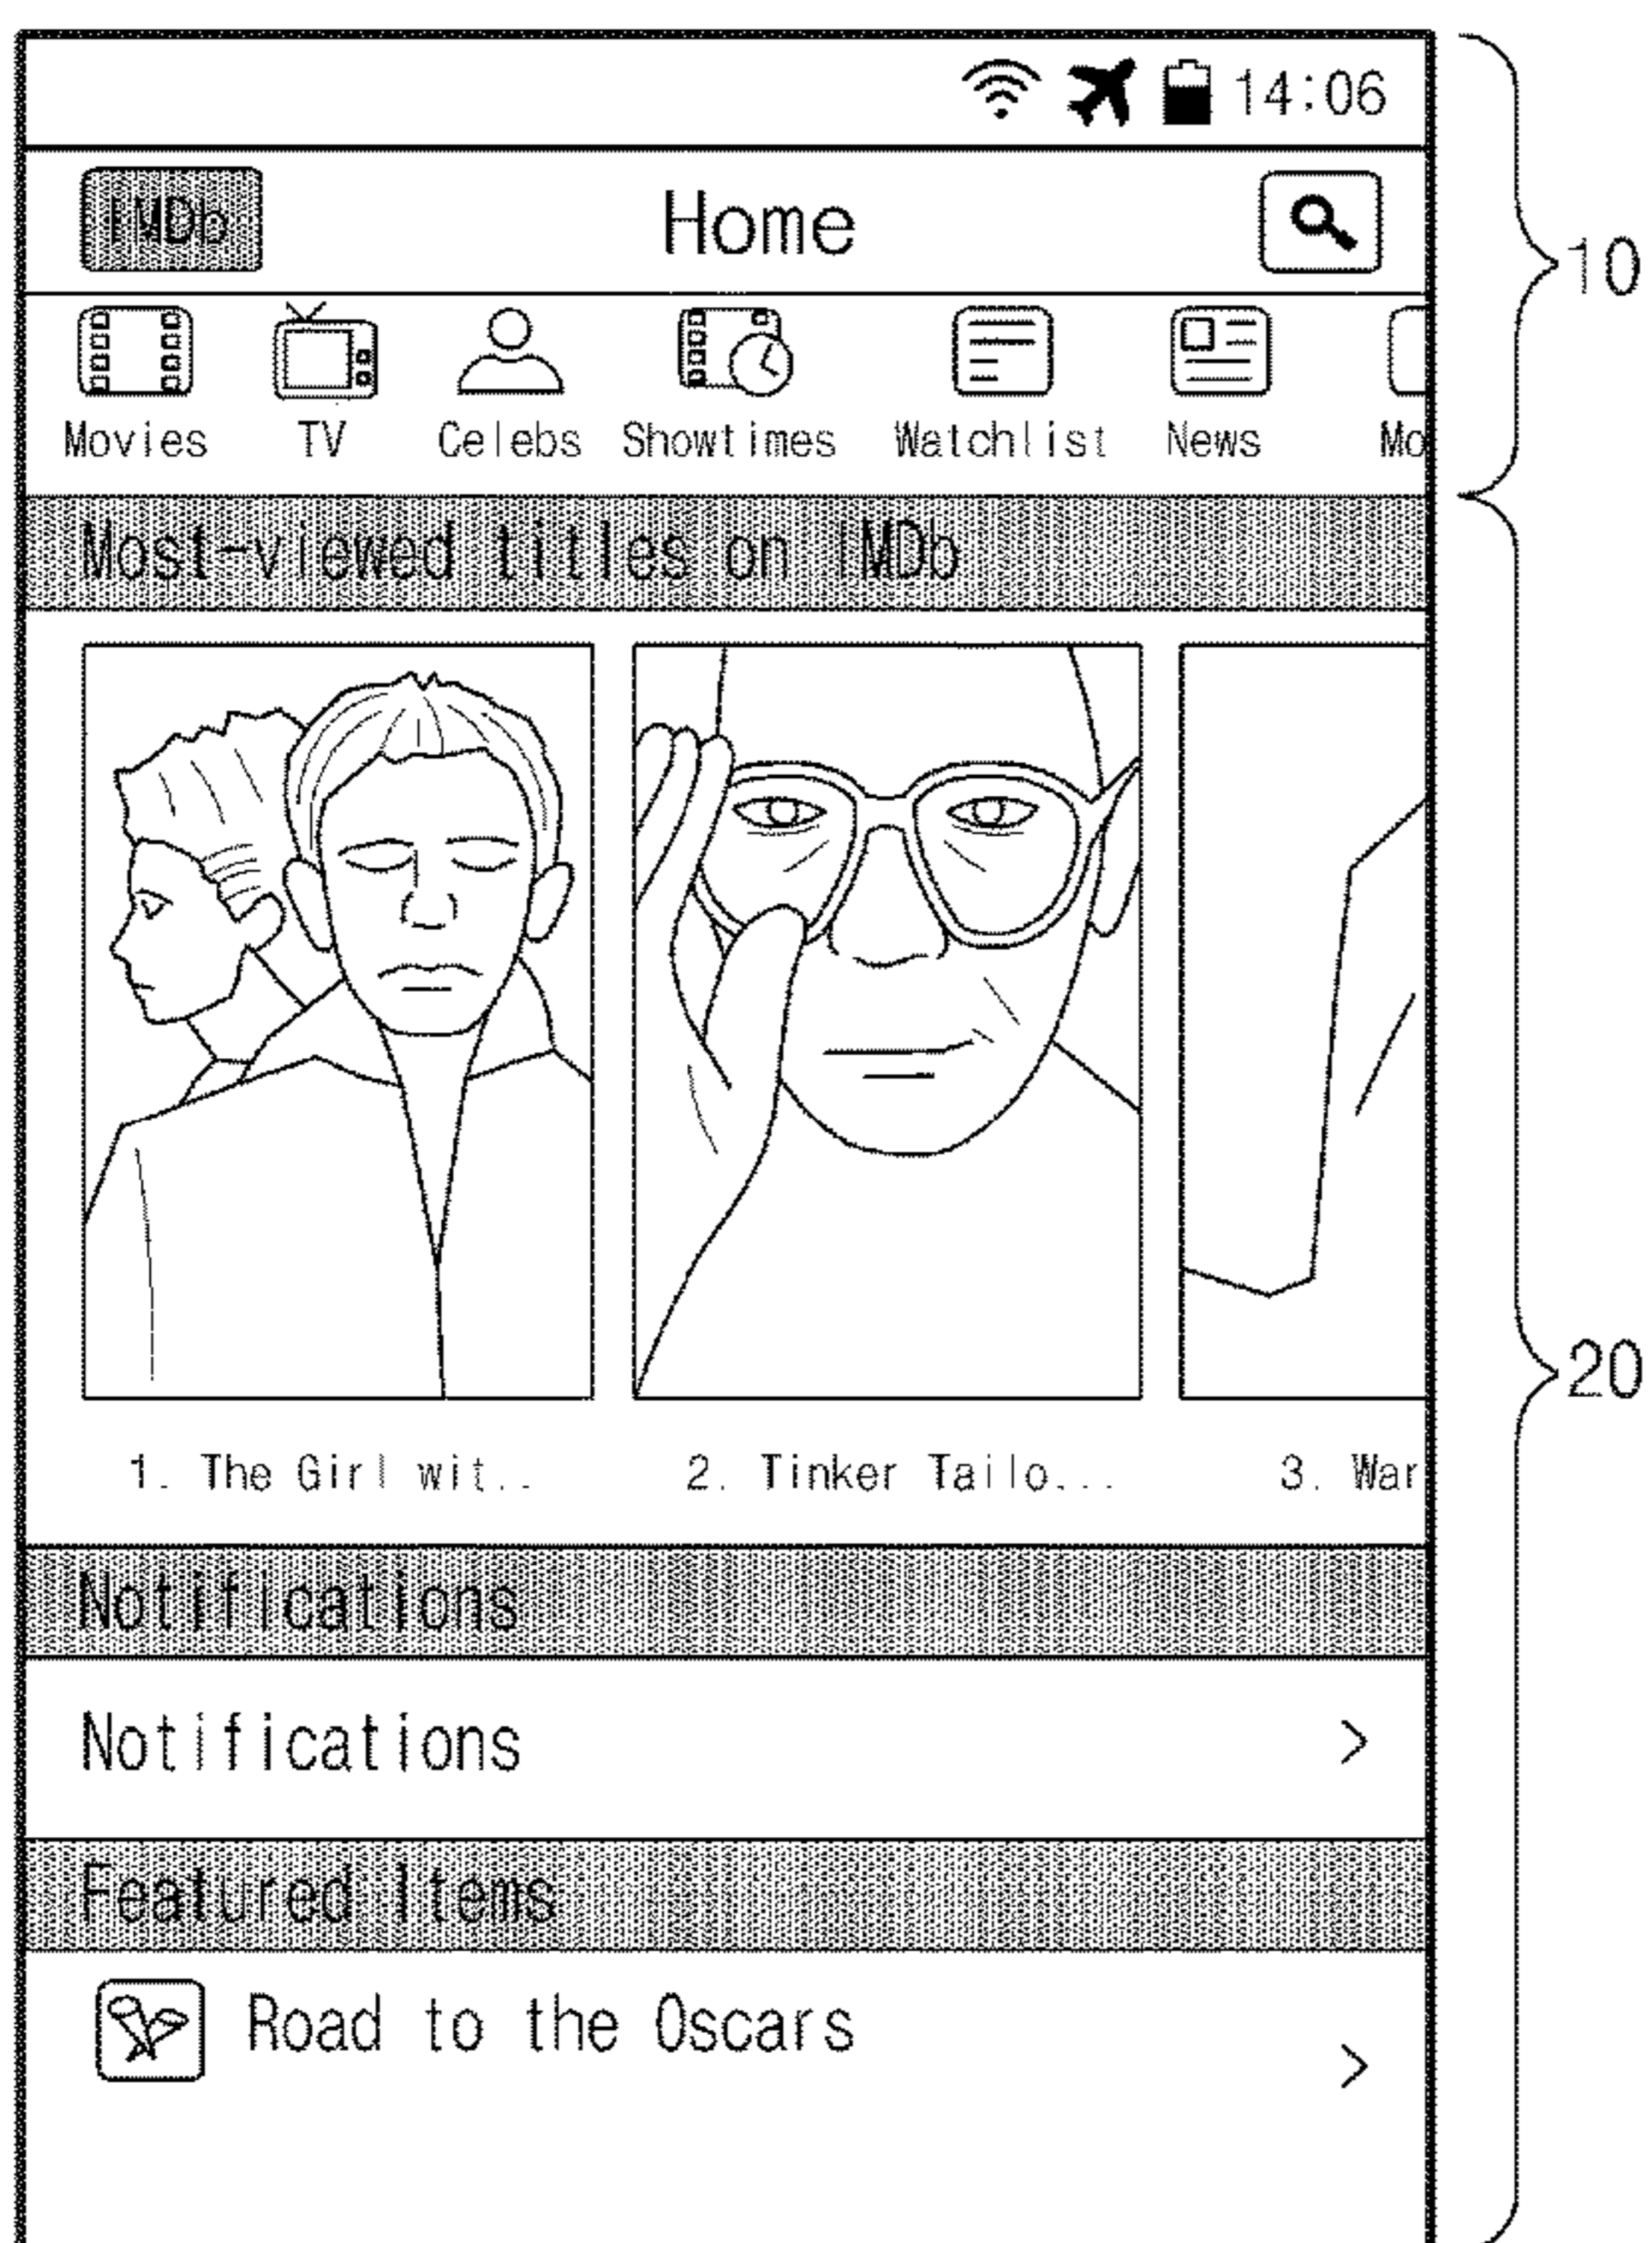 14:06
IMDb Home
10
Movies TV Celebs Showtimes Watchlist News Mo
Most-viewed titles on IMDb
20
1. The Girl wit.. 2. Tinker Tailo... 3. War
Notifications
Notifications >
Featured Items
Road to the Oscars >